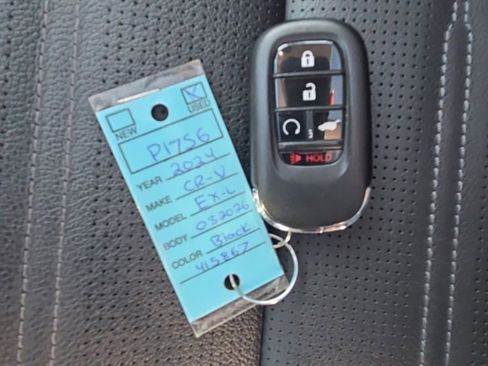 NEW
X USED
P1756
YEAR 2024
MAKE CR-V
MODEL EX-L
BODY 032026
COLOR Black
415867
HOLD